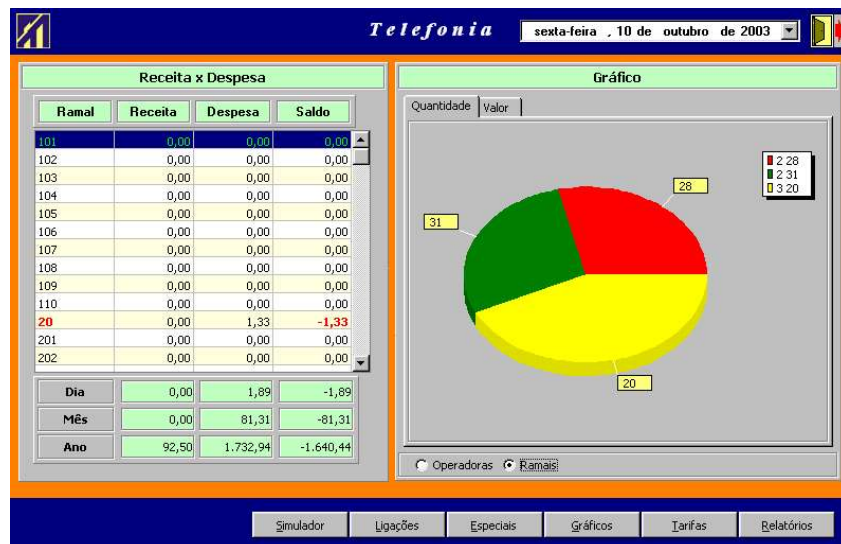 Telefonia
sexta-feira , 10 de outubro de 2003
Receita x Despesa
Ramal Receita Despesa Saldo
101 0,00 0,00 0,00
102 0,00 0,00 0,00
103 0,00 0,00 0,00
104 0,00 0,00 0,00
105 0,00 0,00 0,00
106 0,00 0,00 0,00
107 0,00 0,00 0,00
108 0,00 0,00 0,00
109 0,00 0,00 0,00
110 0,00 0,00 0,00
20 0,00 1,33 -1,33
201 0,00 0,00 0,00
202 0,00 0,00 0,00
Dia 0,00 1,89 -1,89
Mês 0,00 81,31 -81,31
Ano 92,50 1.732,94 -1.640,44
Gráfico
Quantidade Valor
2 28
2 31
3 20
28
31
20
Operadoras Ramais
Simulador Ligações Especiais Gráficos Tarifas Relatórios